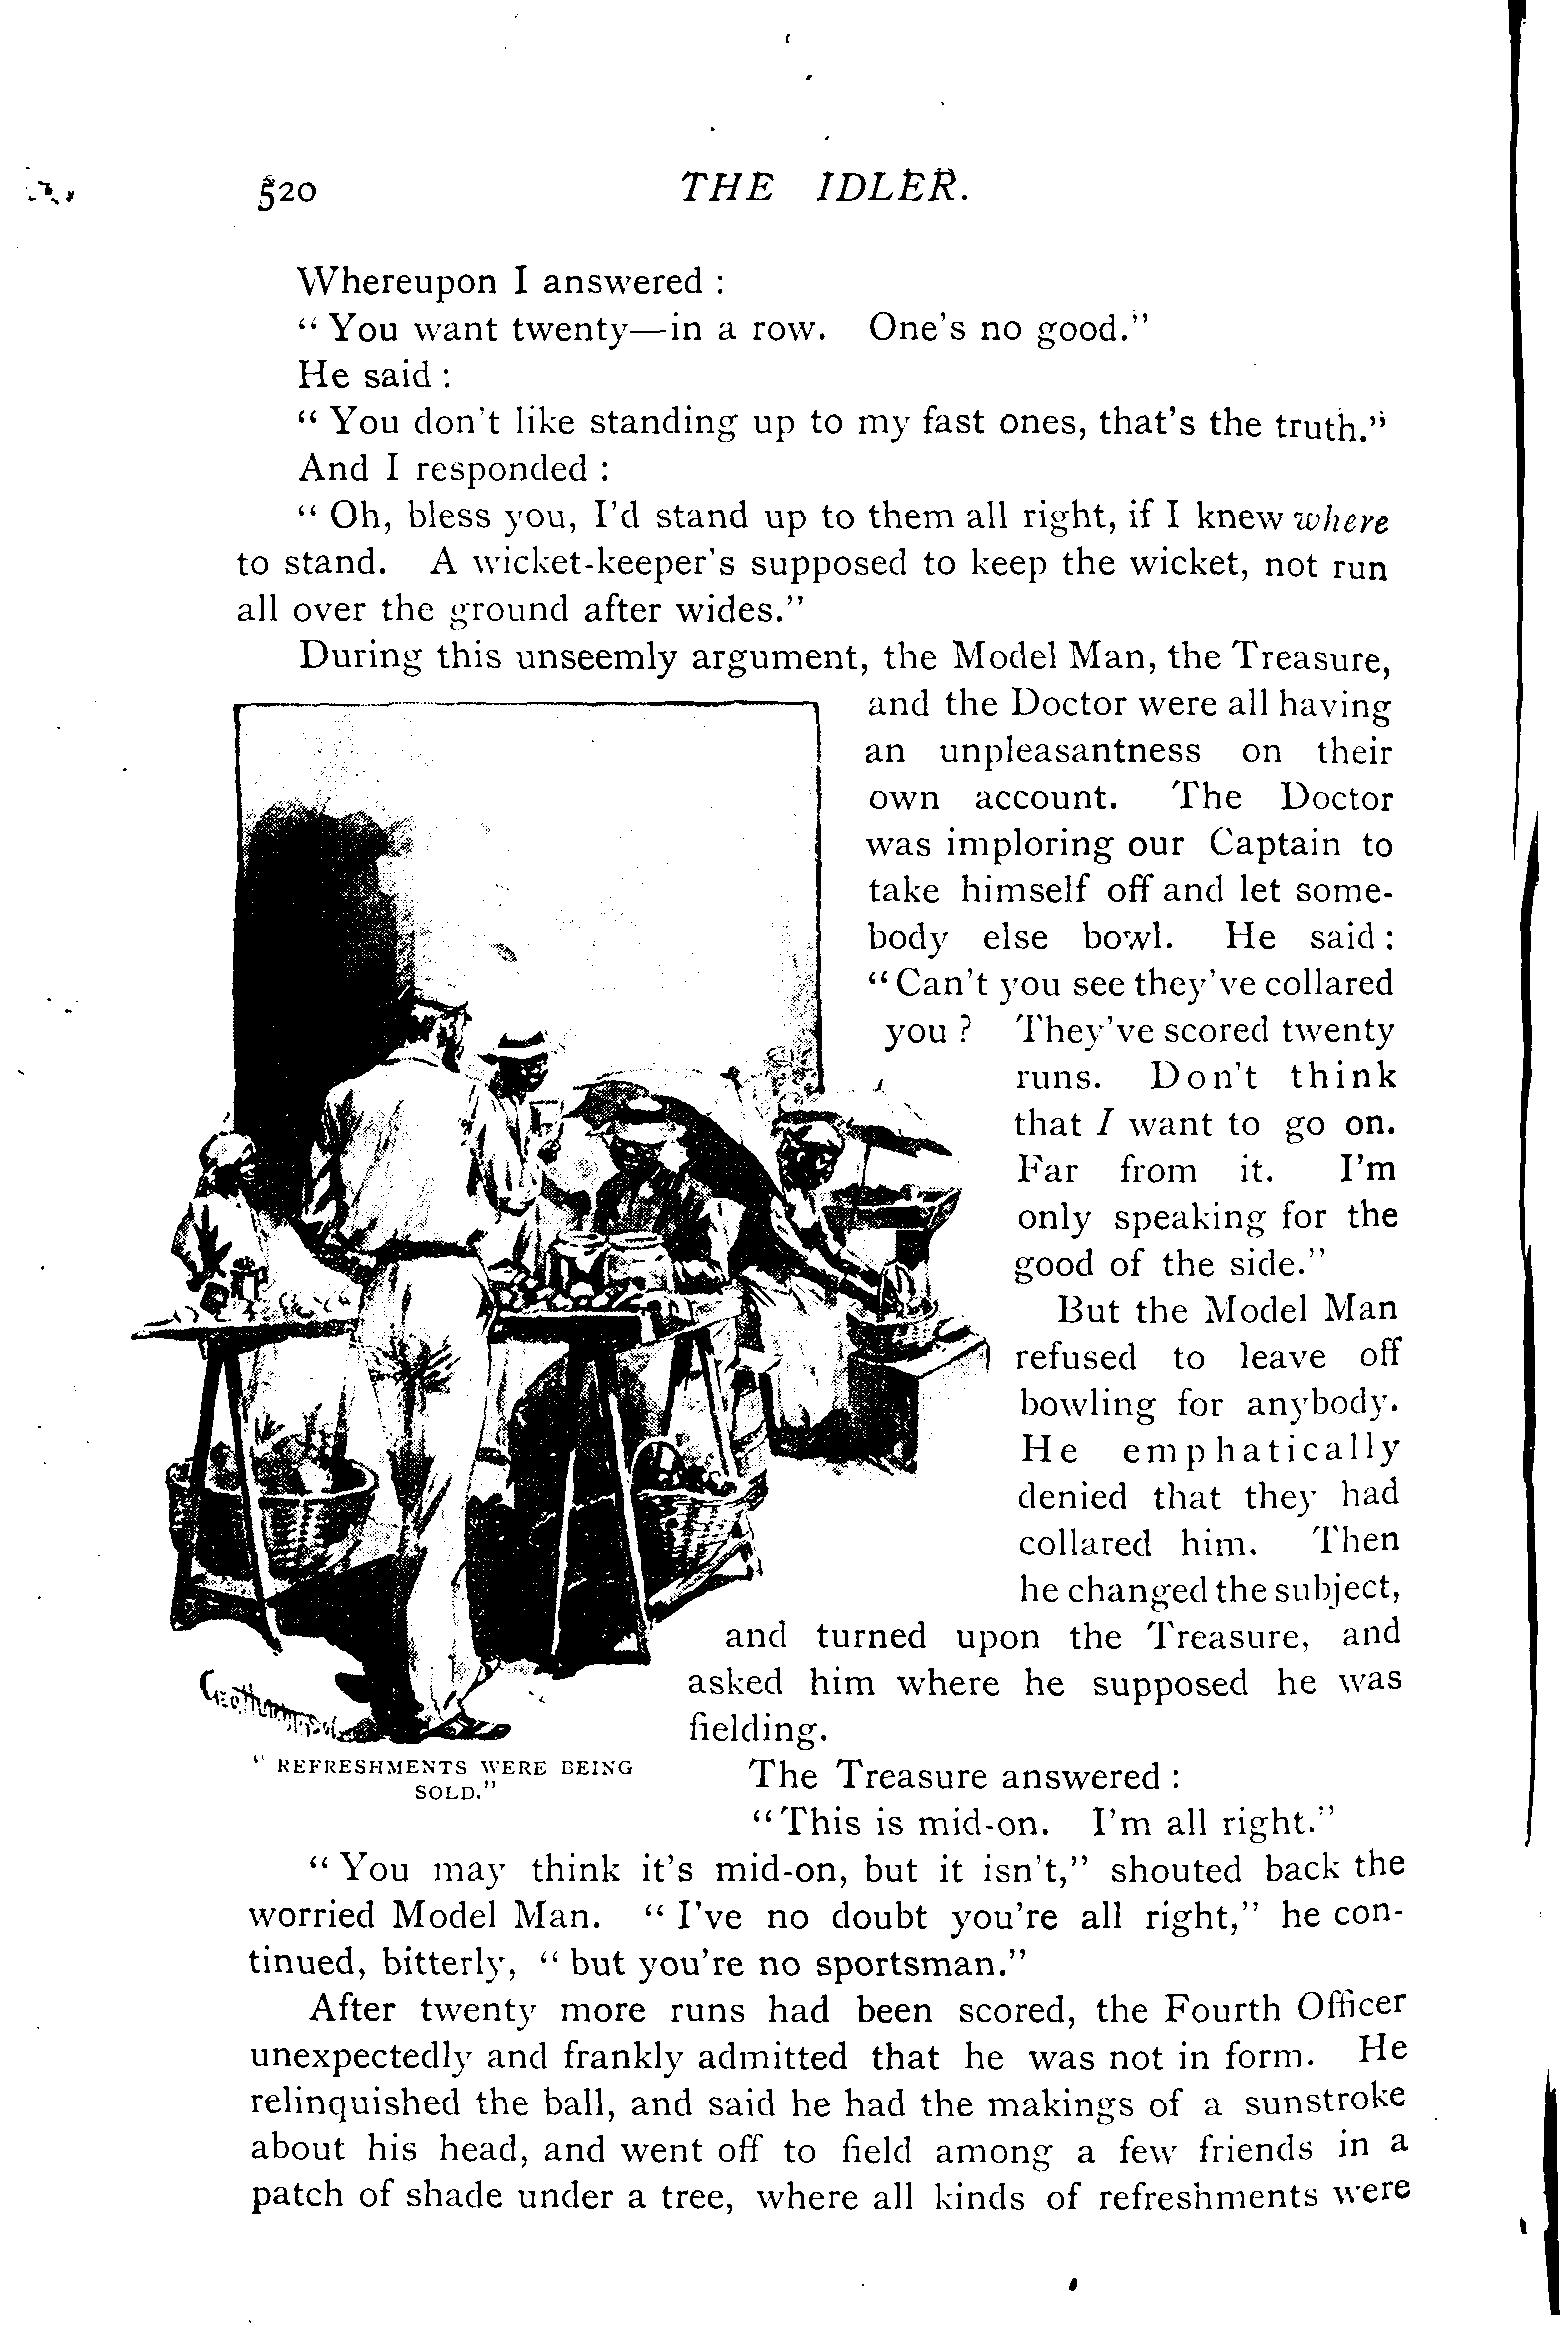 520 THE IDLER.
Whereupon I answered :
“ You want twenty—in a row. One's no good.”
He said :
“ You don't like standing up to my fast ones, that's the truth.”
And I responded :
“ Oh, bless you, I'd stand up to them all right, if I knew where
to stand. A wicket-keeper's supposed to keep the wicket, not run
all over the ground after wides.”
During this unseemly argument, the Model Man, the Treasure,
and the Doctor were all having
an unpleasantness on their
own account. The Doctor
was imploring our Captain to
take himself off and let some-
body else bowl. He said :
“ Can't you see they've collared
you ? They've scored twenty
runs. Don't think
that I want to go on.
Far from it. I'm
only speaking for the
good of the side.”
But the Model Man
refused to leave off
bowling for anybody.
He emphatically
denied that they had
collared him. Then
he changed the subject,
and turned upon the Treasure, and
asked him where he supposed he was
fielding.
“ REFRESHMENTS WERE BEING
SOLD.”
The Treasure answered :
“ This is mid-on. I'm all right.”
“ You may think it's mid-on, but it isn't,” shouted back the
worried Model Man. “ I've no doubt you're all right,” he con-
tinued, bitterly, “ but you're no sportsman.”
After twenty more runs had been scored, the Fourth Officer
unexpectedly and frankly admitted that he was not in form. He
relinquished the ball, and said he had the makings of a sunstroke
about his head, and went off to field among a few friends in a
patch of shade under a tree, where all kinds of refreshments were